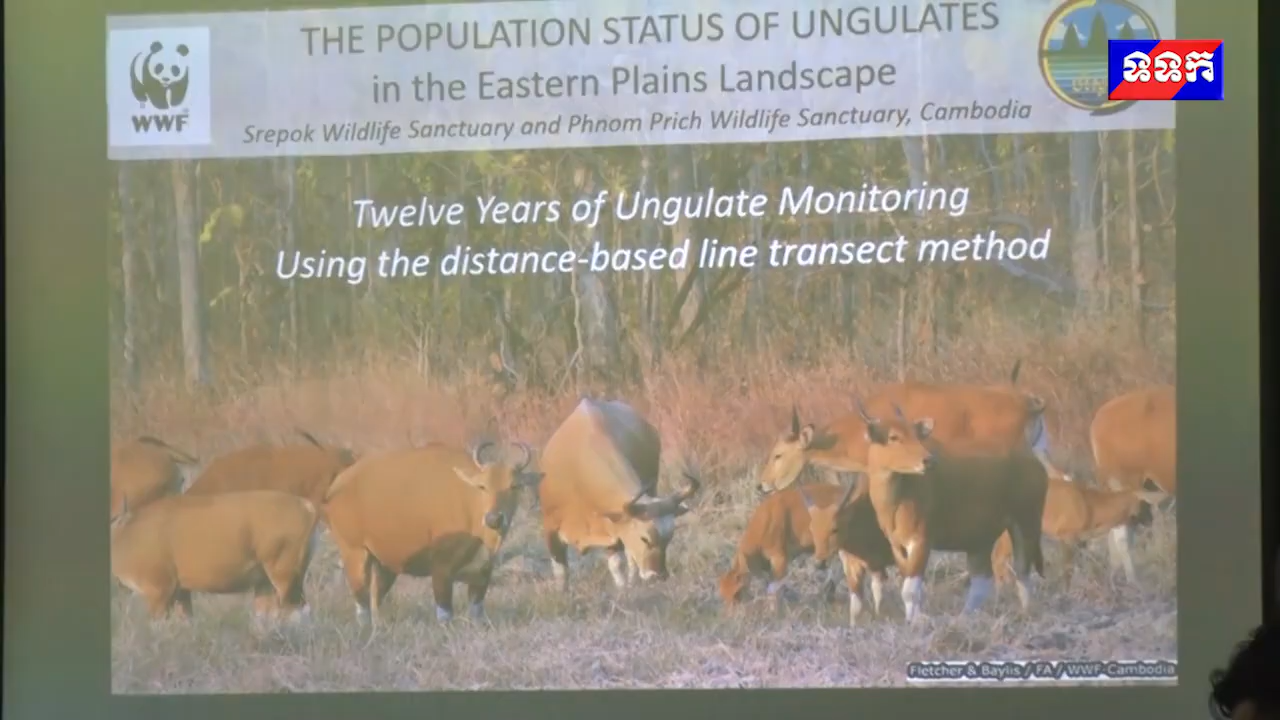 THE POPULATION STATUS OF UNGULATES
in the Eastern Plains Landscape
Srepok Wildlife Sanctuary and Phnom Prich Wildlife Sanctuary, Cambodia
WWF
ទទក
Twelve Years of Ungulate Monitoring
Using the distance-based line transect method
Fletcher & Baylis / FA / WWF-Cambodia